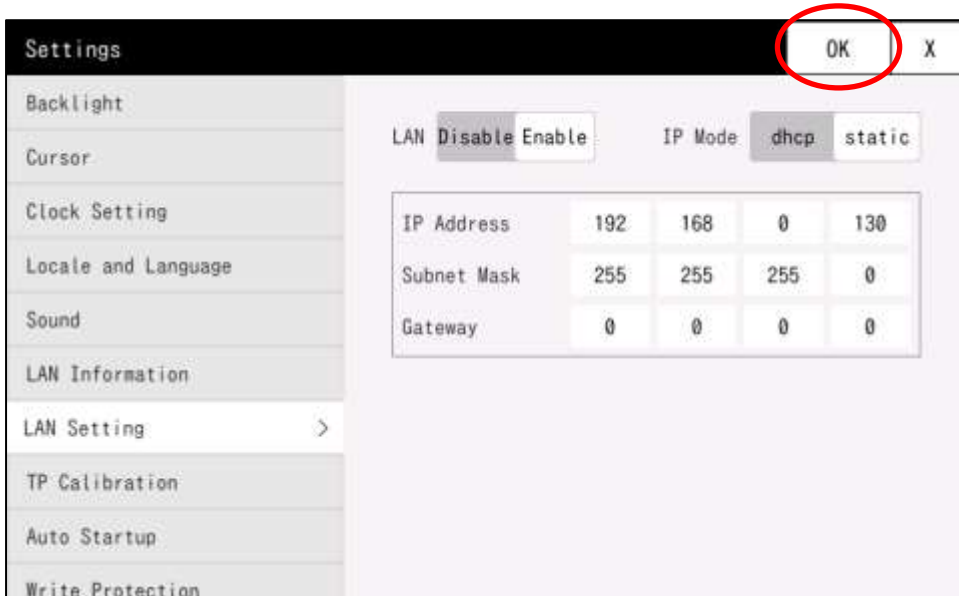 Settings OK X
Backlight
LAN Disable Enable IP Mode dhcp static
Cursor
Clock Setting
IP Address 192 168 0 130
Locale and Language
Subnet Mask 255 255 255 0
Sound
Gateway 0 0 0 0
LAN Information
LAN Setting >
TP Calibration
Auto Startup
Write Protection